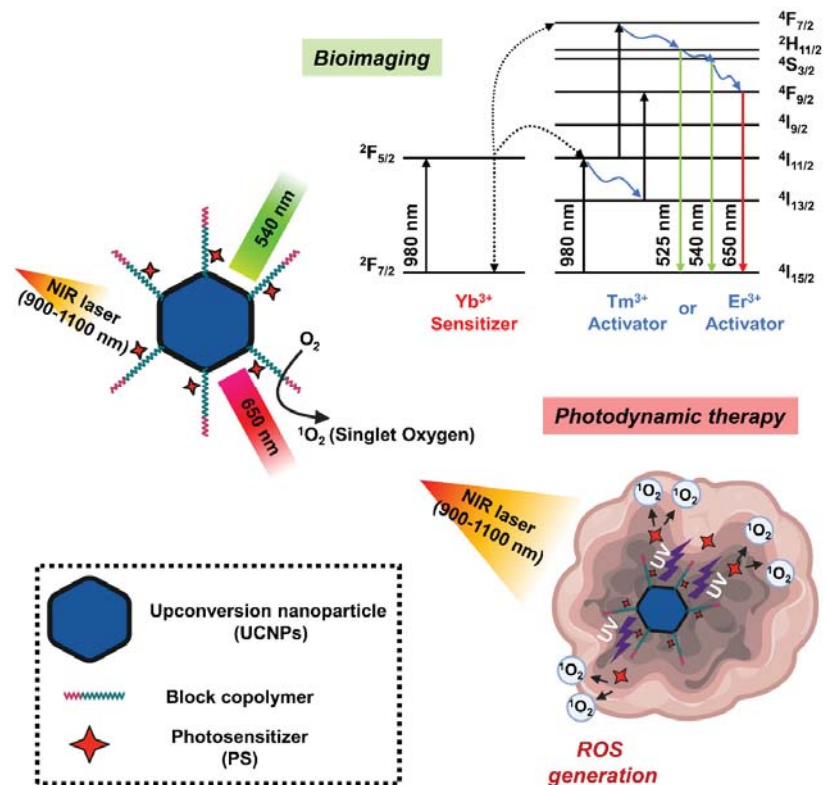 Bioimaging
⁴F₇/₂
²H₁₁/₂
⁴S₃/₂
⁴F₉/₂
⁴I₉/₂
²F₅/₂
⁴I₁₁/₂
⁴I₁₃/₂
980 nm
980 nm
525 nm
540 nm
650 nm
²F₇/₂
⁴I₁₅/₂
Yb³⁺
Sensitizer
Tm³⁺
Activator
or
Er³⁺
Activator
540 nm
NIR laser
(900-1100 nm)
O₂
650 nm
¹O₂ (Singlet Oxygen)
Photodynamic therapy
NIR laser
(900-1100 nm)
¹O₂
¹O₂
¹O₂
¹O₂
UV
UV
UV
¹O₂
¹O₂
ROS
generation
Upconversion nanoparticle
(UCNPs)
Block copolymer
Photosensitizer
(PS)